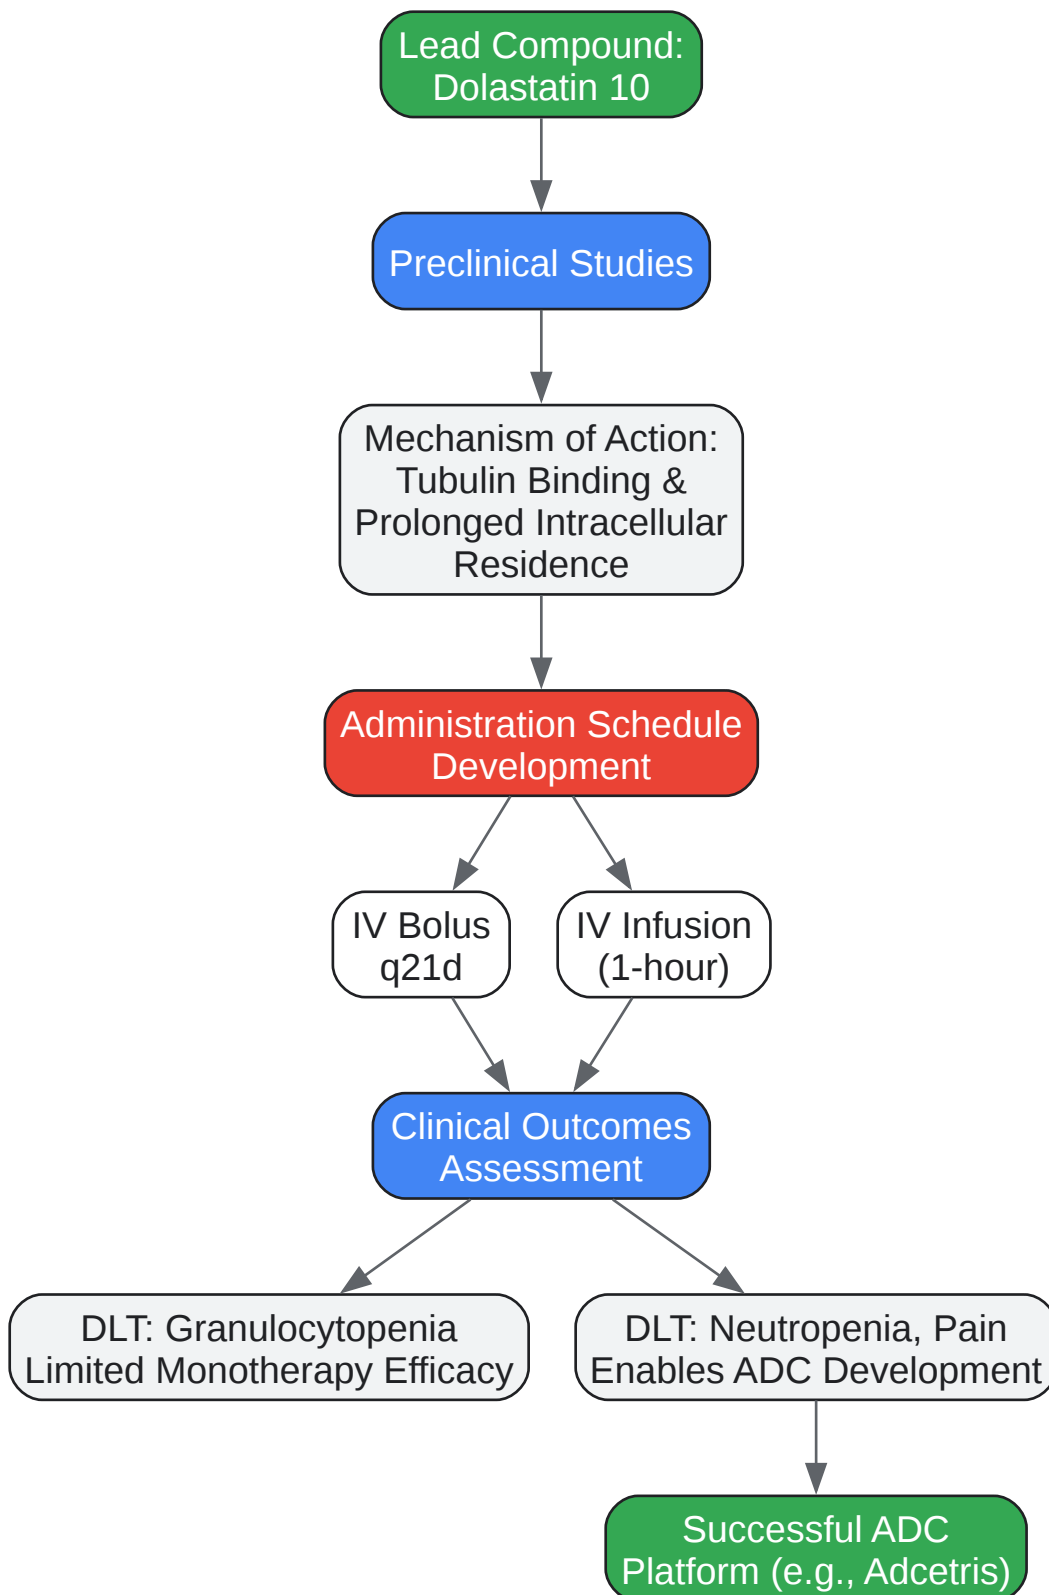 Lead Compound:
Dolastatin 10
Preclinical Studies
Mechanism of Action:
Tubulin Binding &
Prolonged Intracellular
Residence
Administration Schedule
Development
IV Bolus
q21d
IV Infusion
(1-hour)
Clinical Outcomes
Assessment
DLT: Granulocytopenia
Limited Monotherapy Efficacy
DLT: Neutropenia, Pain
Enables ADC Development
Successful ADC
Platform (e.g., Adcetris)